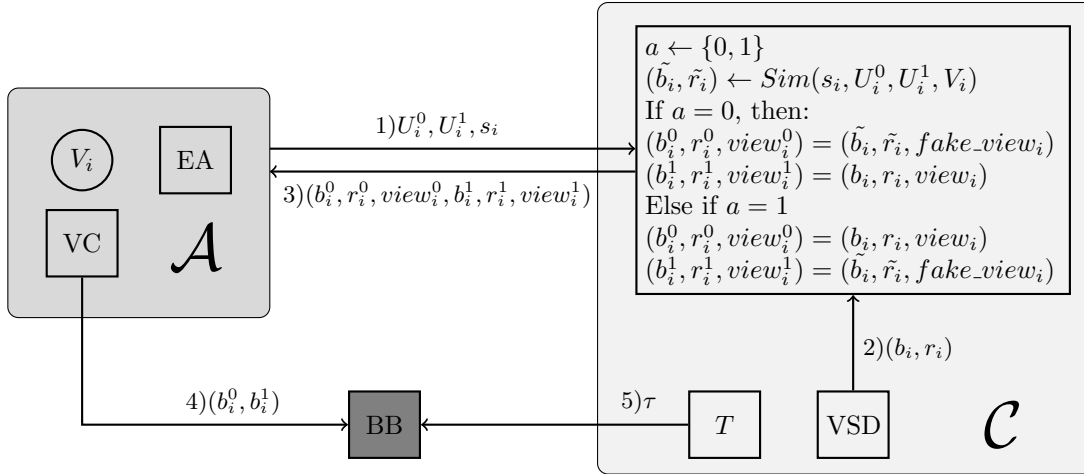 a ← {0, 1}
(b̃_i, r̃_i) ← Sim(s_i, U_i^0, U_i^1, V_i)
If a = 0, then:
(b_i^0, r_i^0, view_i^0) = (b̃_i, r̃_i, fake_view_i)
(b_i^1, r_i^1, view_i^1) = (b_i, r_i, view_i)
Else if a = 1
(b_i^0, r_i^0, view_i^0) = (b_i, r_i, view_i)
(b_i^1, r_i^1, view_i^1) = (b̃_i, r̃_i, fake_view_i)
1)U_i^0, U_i^1, s_i
V_i
EA
3)(b_i^0, r_i^0, view_i^0, b_i^1, r_i^1, view_i^1)
VC
𝒜
2)(b_i, r_i)
4)(b_i^0, b_i^1)
BB
5)τ
T
VSD
𝒞